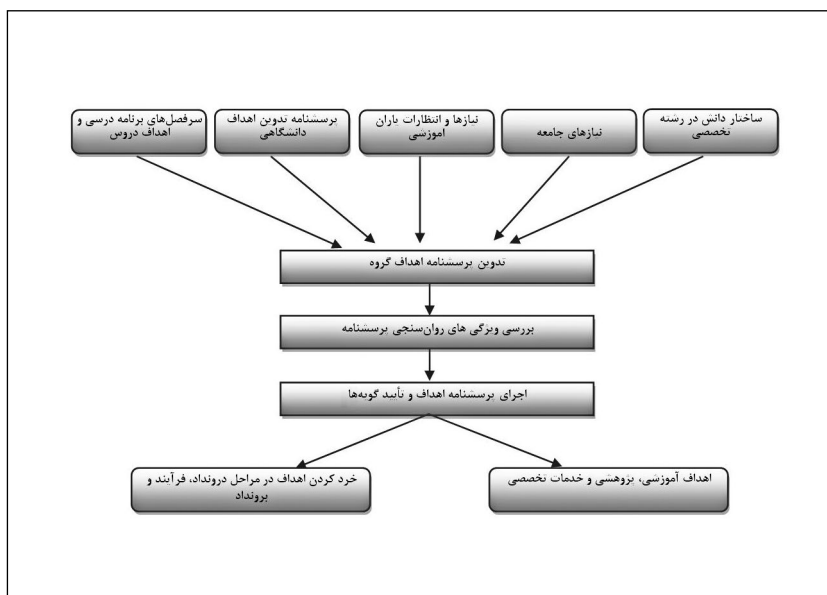 ساختار دانش در رشته
تخصصی
نیازهای جامعه
نیازها و انتظارات یاران
اموزشی
پرسشنامه تدوین اهداف
دانشگاهی
سرفصل‌های برنامه درسی و
اهداف دروس
تدوین پرسشنامه اهداف گروه
بررسی ویژگی های روان‌سنجی پرسشنامه
اجرای پرسشنامه اهداف و تأیید گویه‌ها
اهداف آموزشی، پژوهشی و خدمات تخصصی
خرد کردن اهداف در مراحل درونداد، فرآیند و
برونداد